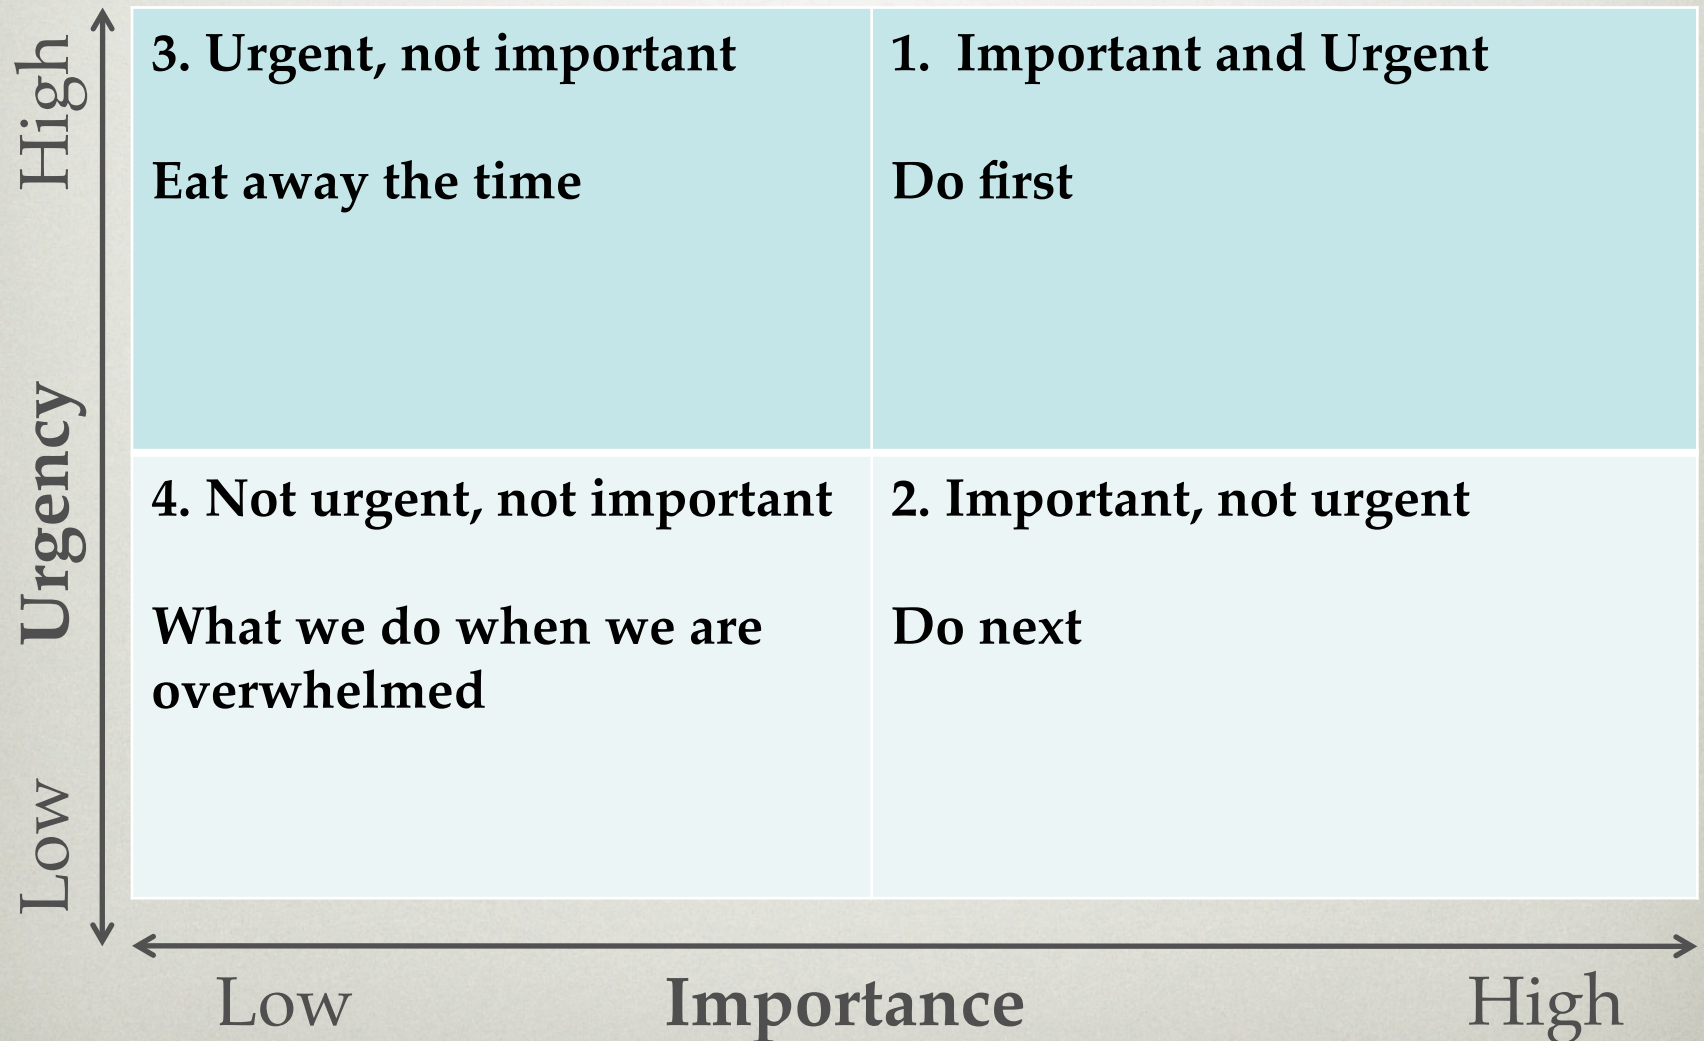 High
Urgency
Low
3. Urgent, not important
Eat away the time
1. Important and Urgent
Do first
4. Not urgent, not important
What we do when we are
overwhelmed
2. Important, not urgent
Do next
Low
Importance
High